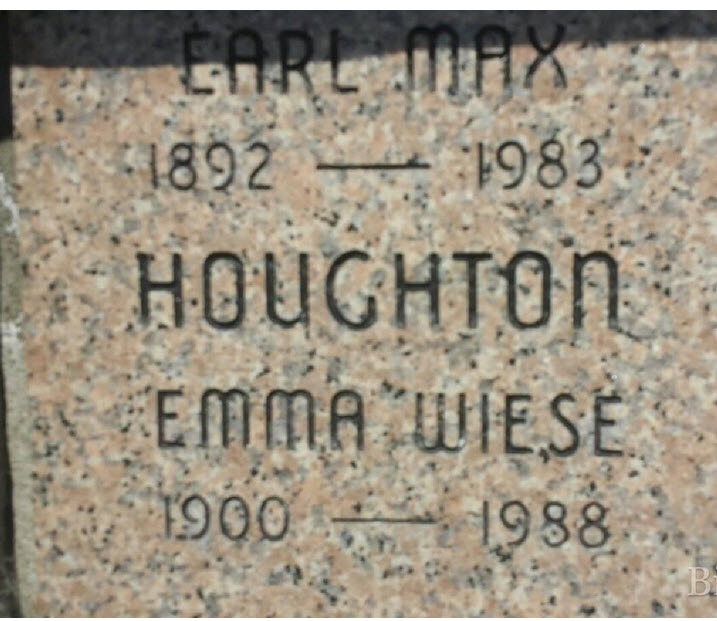 EARL MAX
1892 — 1983
HOUGHTON
EMMA WIESE
1900 — 1988